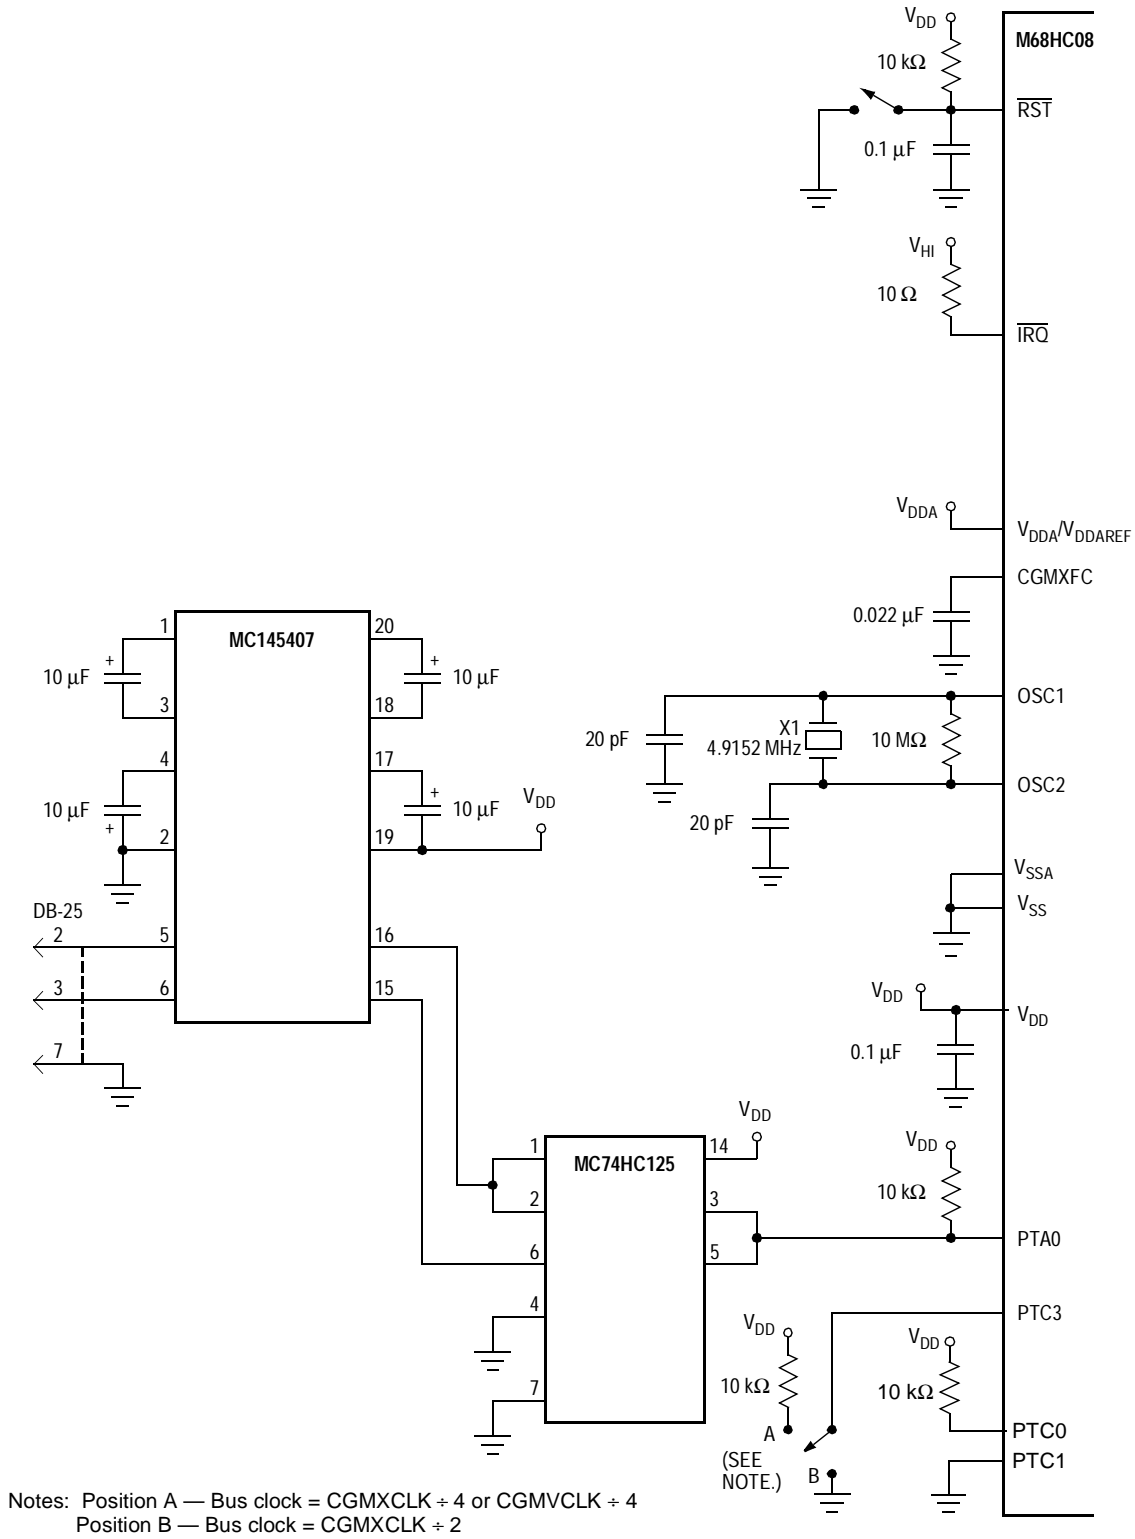 V_DD
M68HC08
10 kΩ
RST
0.1 µF
V_HI
10 Ω
IRQ
V_DDA
V_DDA/V_DDAREF
CGMXFC
0.022 µF
1
MC145407
20
+
10 µF
+
10 µF
3
18
OSC1
X1
4.9152 MHz
20 pF
10 MΩ
4
17
OSC2
10 µF
+
+
10 µF
V_DD
20 pF
2
19
V_SSA
V_SS
DB-25
2
5
16
3
6
15
V_DD
V_DD
7
0.1 µF
V_DD
1
MC74HC125
14
V_DD
10 kΩ
2
3
PTA0
6
5
4
PTC3
V_DD
V_DD
7
10 kΩ
10 kΩ
A
PTC0
(SEE
NOTE.)
B
PTC1
Notes: Position A — Bus clock = CGMXCLK ÷ 4 or CGMVCLK ÷ 4
Position B — Bus clock = CGMXCLK ÷ 2